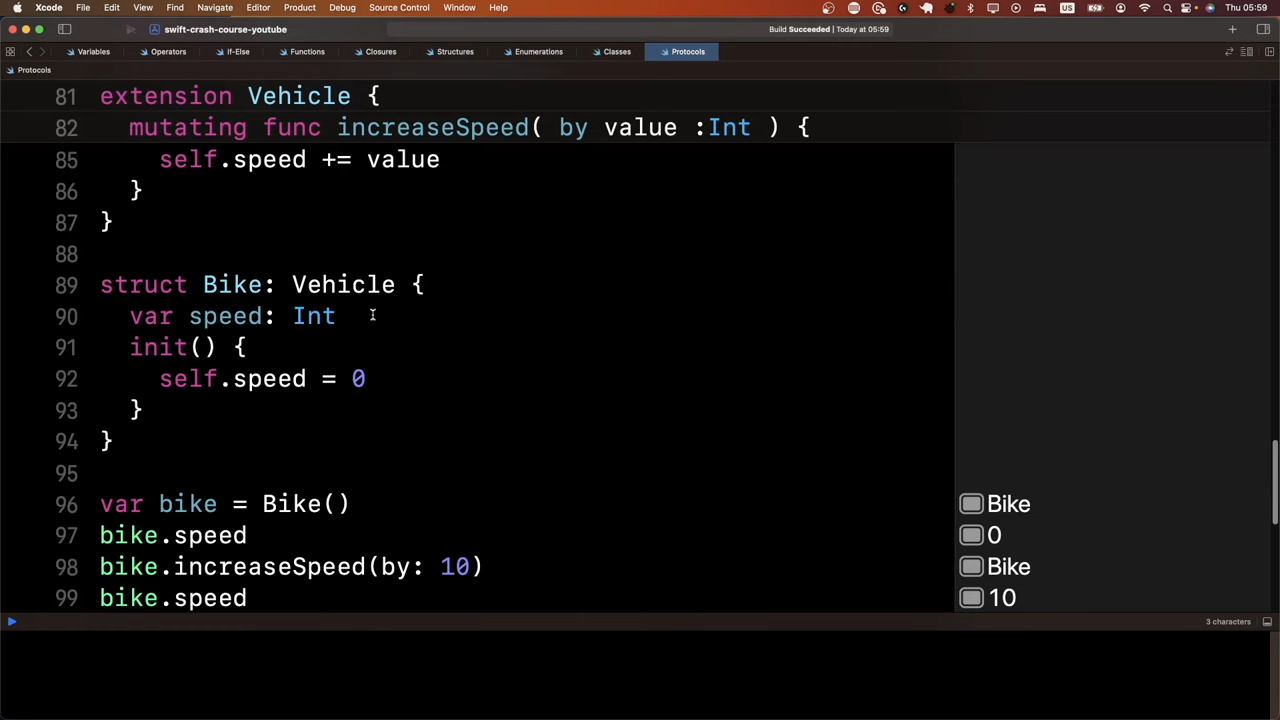 Xcode File Edit View Find Navigate Editor Product Debug Source Control Window Help US Thu 05:59
swift-crash-course-youtube Build Succeeded | Today at 05:59
Variables Operators If-Else Functions Closures Structures Enumerations Classes Protocols
Protocols
81 extension Vehicle {
82 mutating func increaseSpeed( by value :Int ) {
85 self.speed += value
86 }
87 }
88
89 struct Bike: Vehicle {
90 var speed: Int
91 init() {
92 self.speed = 0
93 }
94 }
95
96 var bike = Bike() Bike
97 bike.speed 0
98 bike.increaseSpeed(by: 10) Bike
99 bike.speed 10
3 characters